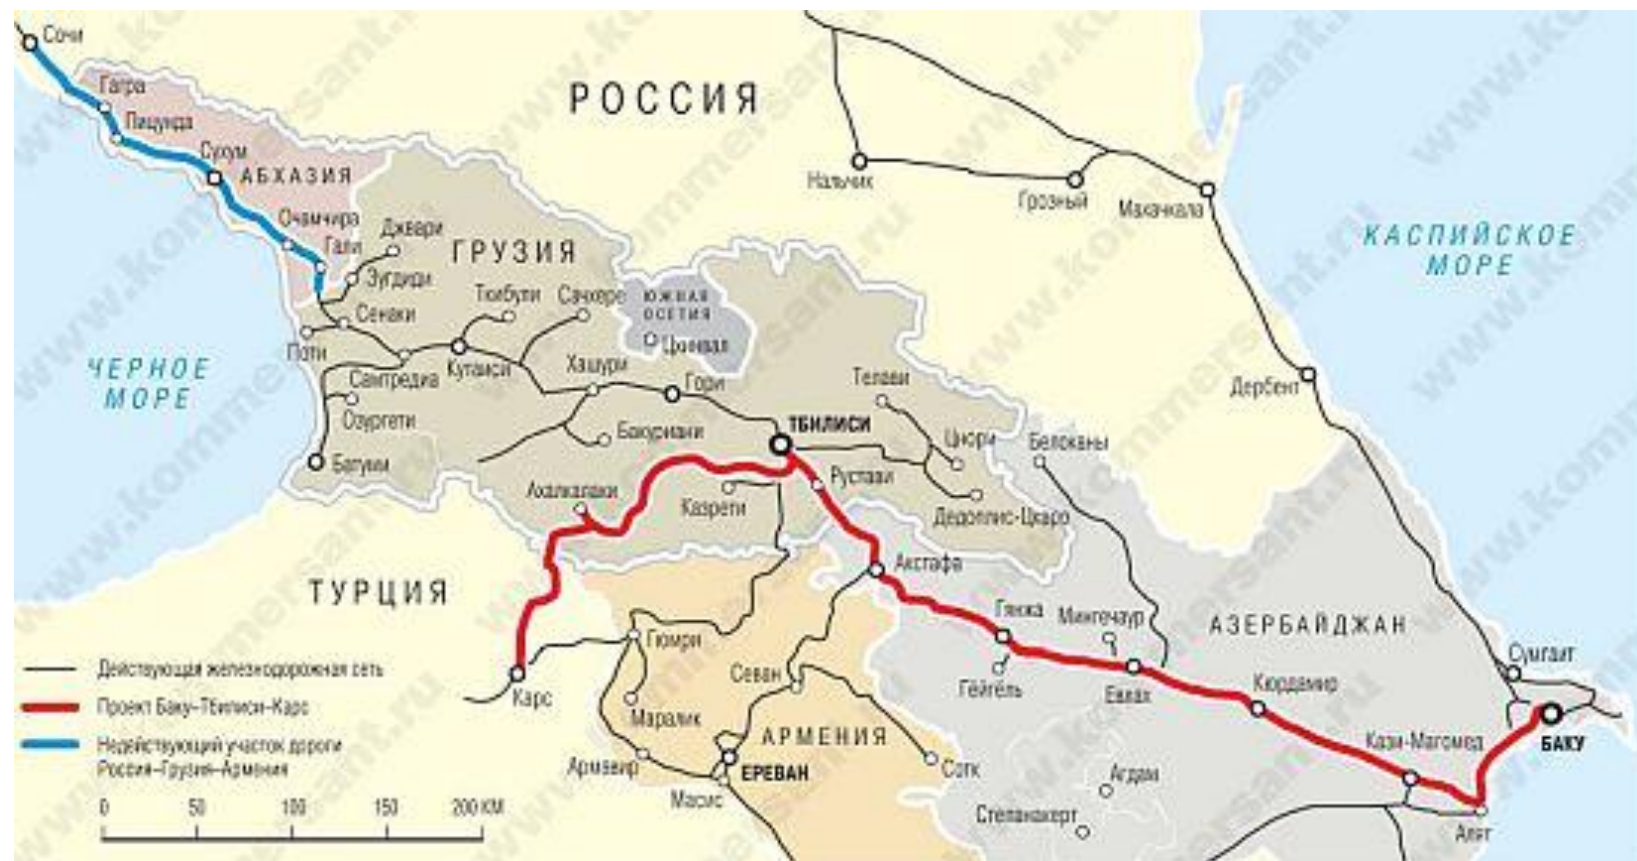 Сочи
Гагра
Пицунда
Сухум
АБХАЗИЯ
Очамчира
Гали
Джвари
ГРУЗИЯ
Зугдиди
Ткибули
Сачхере
ЮЖНАЯ
ОСЕТИЯ
Цхинвал
Сенаки
Поти
Самтредиа
Кутаиси
Хашури
Гори
Озургети
Батуми
Бакуриани
ТБИЛИСИ
Телави
Цнори
Белоканы
Рустави
Дедоплис-Цкаро
Ахалкалаки
Казрети
РОССИЯ
Нальчик
Грозный
Махачкала
КАСПИЙСКОЕ
МОРЕ
Дербент
ЧЕРНОЕ
МОРЕ
ТУРЦИЯ
Акстафа
Гянжа
Мингечаур
АЗЕРБАЙДЖАН
Гюмри
Севан
Гёйгёль
Евлах
Кюрдамир
Сумгаит
Карс
Маралик
АРМЕНИЯ
Кази-Магомед
БАКУ
Армавир
ЕРЕВАН
Сотк
Агдам
Масис
Степанакерт
Алят
Действующая железнодорожная сеть
Проект Баку–Тбилиси–Карс
Недействующий участок дороги
Россия–Грузия–Армения
0 50 100 150 200 КМ
www.kommersant.ru